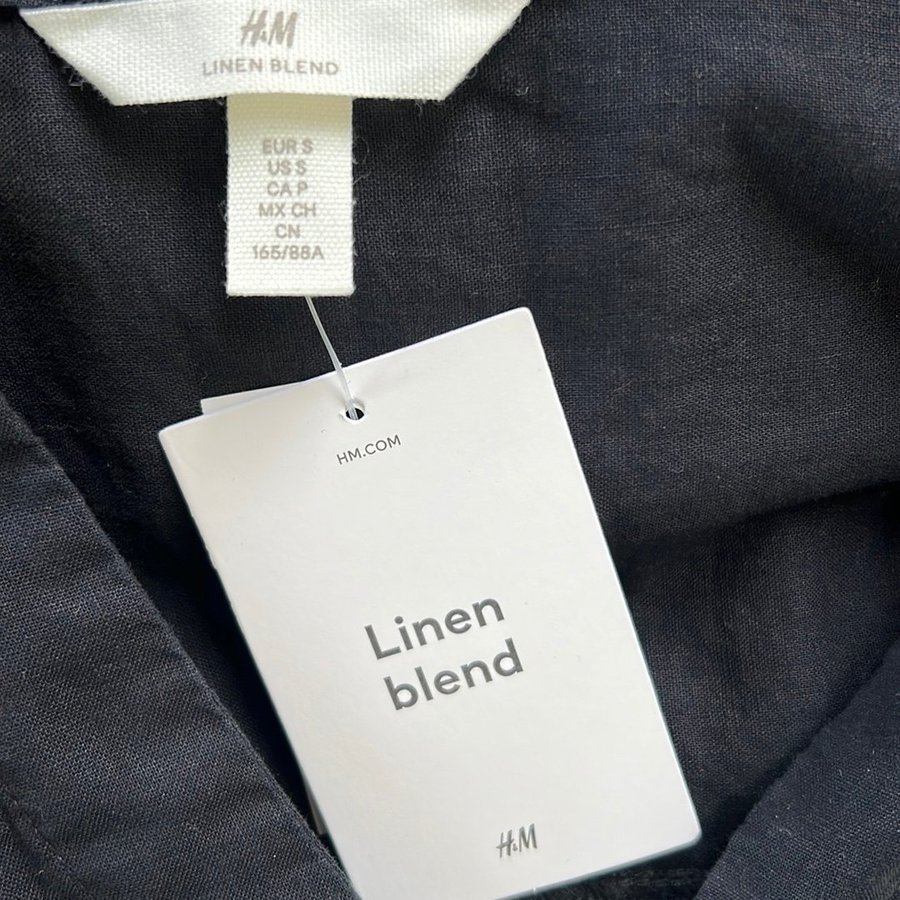 H&M
LINEN BLEND
EUR S
US S
CA P
MX CH
CN
165/88A
HM.COM
Linen
blend
H&M